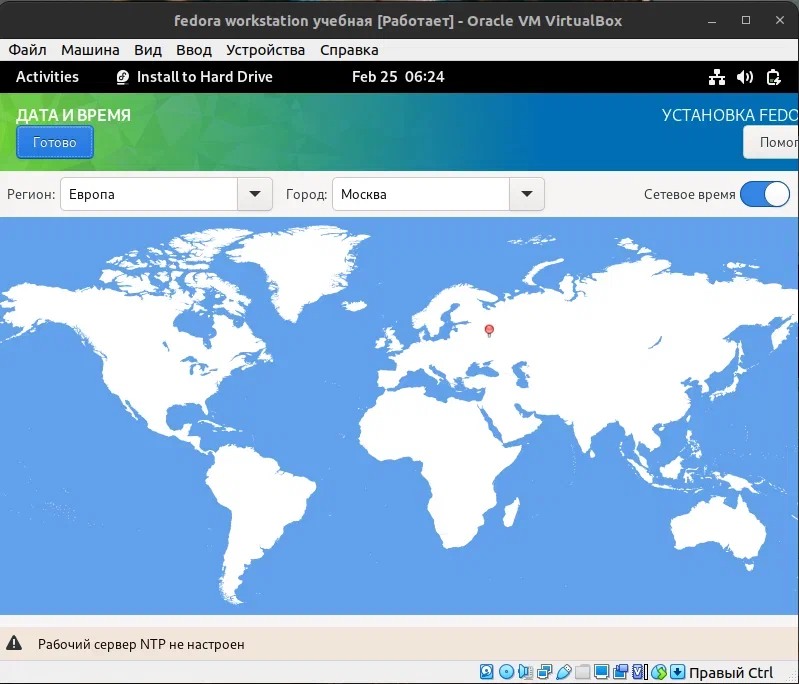 fedora workstation учебная [Работает] - Oracle VM VirtualBox
Файл Машина Вид Ввод Устройства Справка
Activities Install to Hard Drive Feb 25 06:24
ДАТА И ВРЕМЯ УСТАНОВКА FEDO
Готово Помог
Регион: Европа Город: Москва Сетевое время
Рабочий сервер NTP не настроен
Правый Ctrl